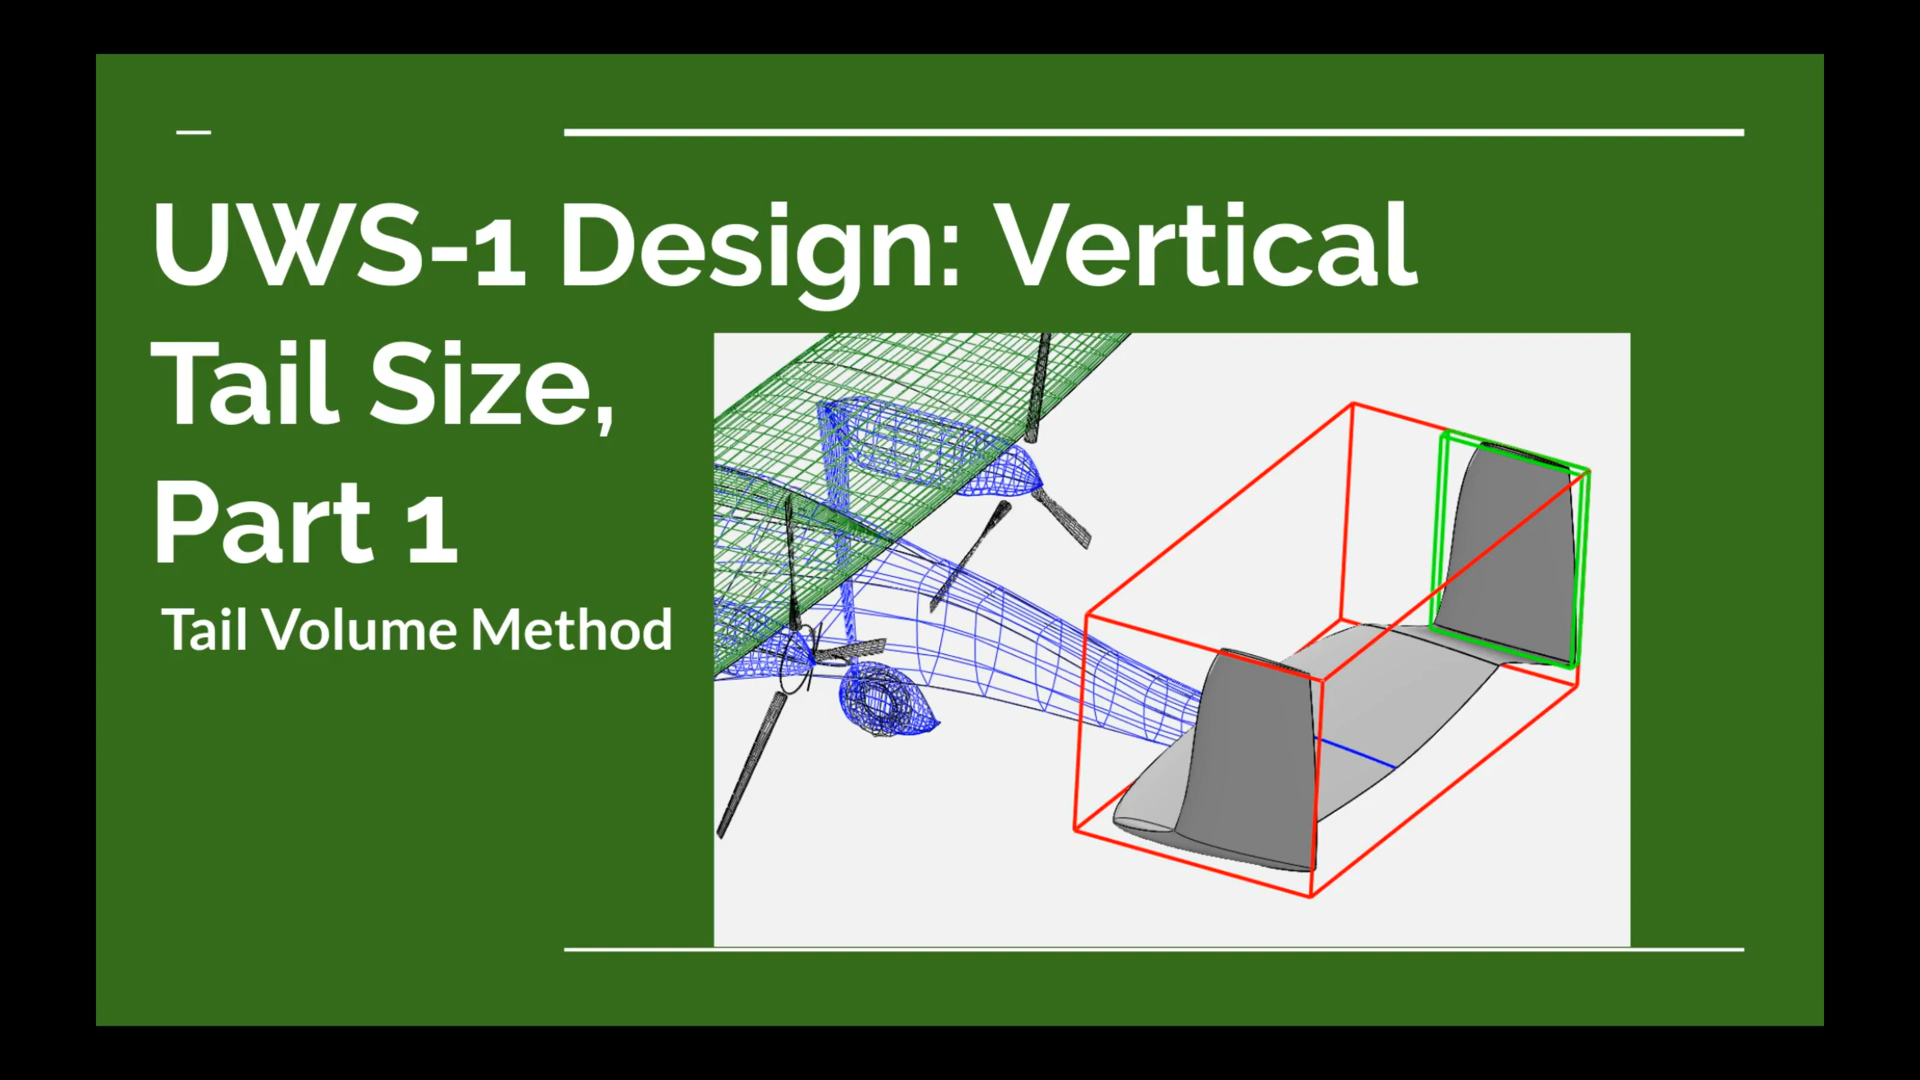 UWS-1 Design: Vertical
Tail Size,
Part 1
Tail Volume Method